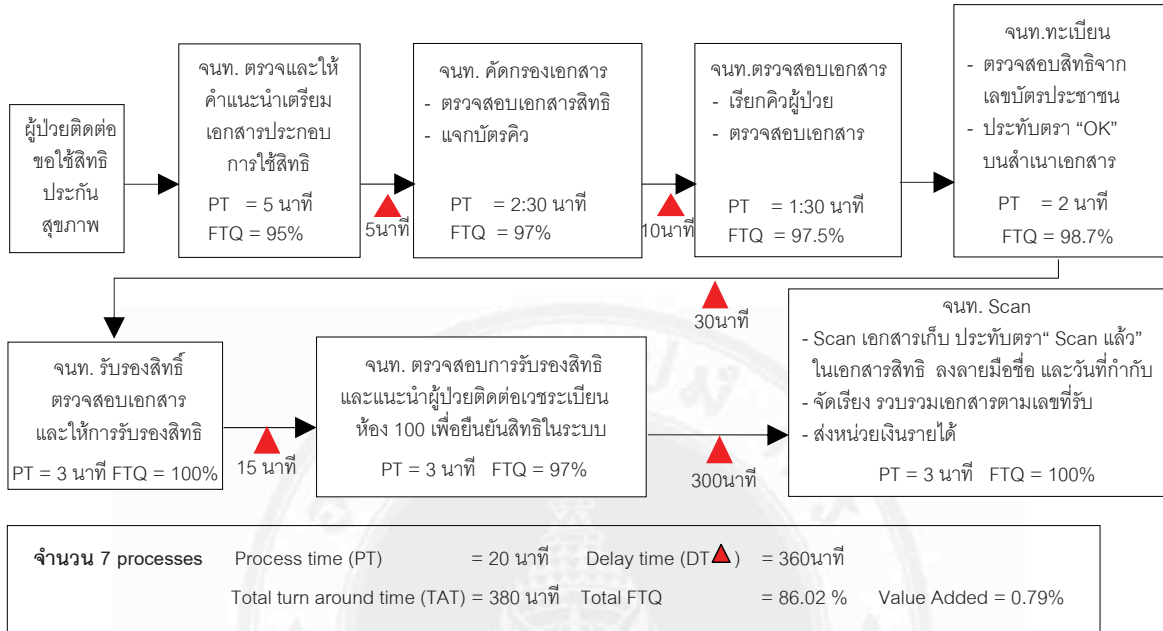 ผู้ป่วยติดต่อ
ขอใช้สิทธิ
ประกัน
สุขภาพ
จนท. ตรวจและให้
คำแนะนำเตรียม
เอกสารประกอบ
การใช้สิทธิ
PT = 5 นาที
FTQ = 95%
5นาที
จนท. คัดกรองเอกสาร
- ตรวจสอบเอกสารสิทธิ
- แจกบัตรคิว
PT = 2:30 นาที
FTQ = 97%
10นาที
จนท.ตรวจสอบเอกสาร
- เรียกคิวผู้ป่วย
- ตรวจสอบเอกสาร
PT = 1:30 นาที
FTQ = 97.5%
จนท.ทะเบียน
- ตรวจสอบสิทธิจาก
เลขบัตรประชาชน
- ประทับตรา “OK”
บนสำเนาเอกสาร
PT = 2 นาที
FTQ = 98.7%
30นาที
จนท. รับรองสิทธิ์
ตรวจสอบเอกสาร
และให้การรับรองสิทธิ
PT = 3 นาที FTQ = 100%
15 นาที
จนท. ตรวจสอบการรับรองสิทธิ
และแนะนำผู้ป่วยติดต่อเวชระเบียน
ห้อง 100 เพื่อยืนยันสิทธิในระบบ
PT = 3 นาที FTQ = 97%
300นาที
จนท. Scan
- Scan เอกสารเก็บ ประทับตรา“ Scan แล้ว”
ในเอกสารสิทธิ ลงลายมือชื่อ และวันที่กำกับ
- จัดเรียง รวบรวมเอกสารตามเลขที่รับ
- ส่งหน่วยเงินรายได้
PT = 3 นาที FTQ = 100%
จำนวน 7 processes Process time (PT) = 20 นาที Delay time (DT▲) = 360นาที
Total turn around time (TAT) = 380 นาที Total FTQ = 86.02 % Value Added = 0.79%